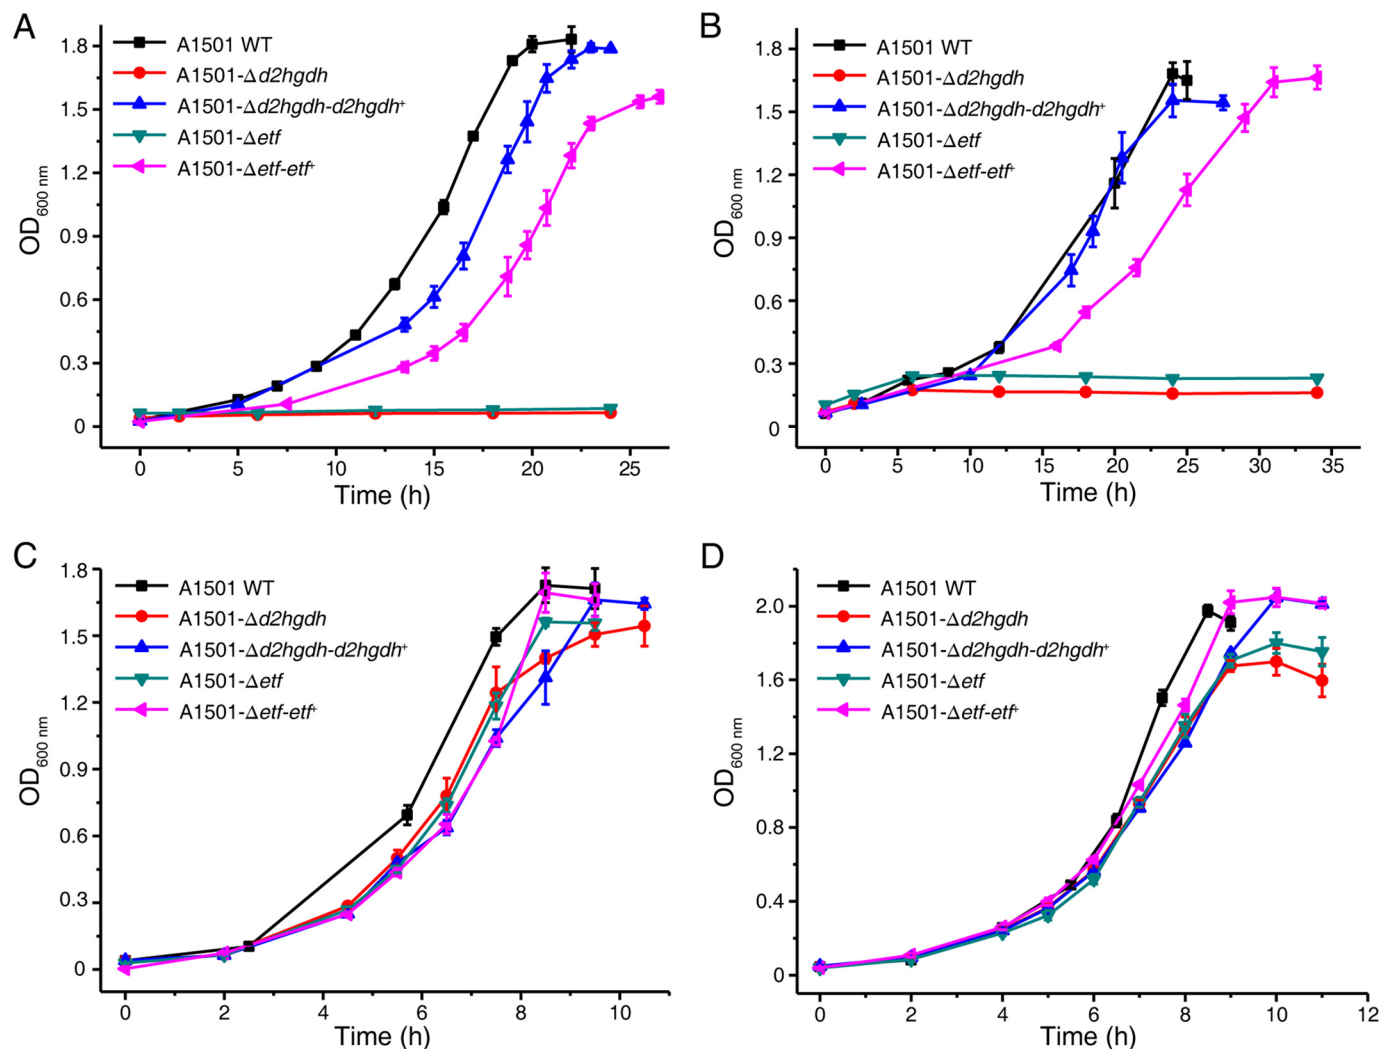 A
A1501 WT
A1501-Δd2hgdh
A1501-Δd2hgdh-d2hgdh⁺
A1501-Δetf
A1501-Δetf-etf⁺
OD600 nm
1.8
1.5
1.2
0.9
0.6
0.3
0
0 5 10 15 20 25
Time (h)
B
A1501 WT
A1501-Δd2hgdh
A1501-Δd2hgdh-d2hgdh⁺
A1501-Δetf
A1501-Δetf-etf⁺
OD600 nm
1.8
1.5
1.2
0.9
0.6
0.3
0
0 5 10 15 20 25 30 35
Time (h)
C
A1501 WT
A1501-Δd2hgdh
A1501-Δd2hgdh-d2hgdh⁺
A1501-Δetf
A1501-Δetf-etf⁺
OD600 nm
1.8
1.5
1.2
0.9
0.6
0.3
0
0 2 4 6 8 10
Time (h)
D
A1501 WT
A1501-Δd2hgdh
A1501-Δd2hgdh-d2hgdh⁺
A1501-Δetf
A1501-Δetf-etf⁺
OD600 nm
2.0
1.6
1.2
0.8
0.4
0
0 2 4 6 8 10 12
Time (h)